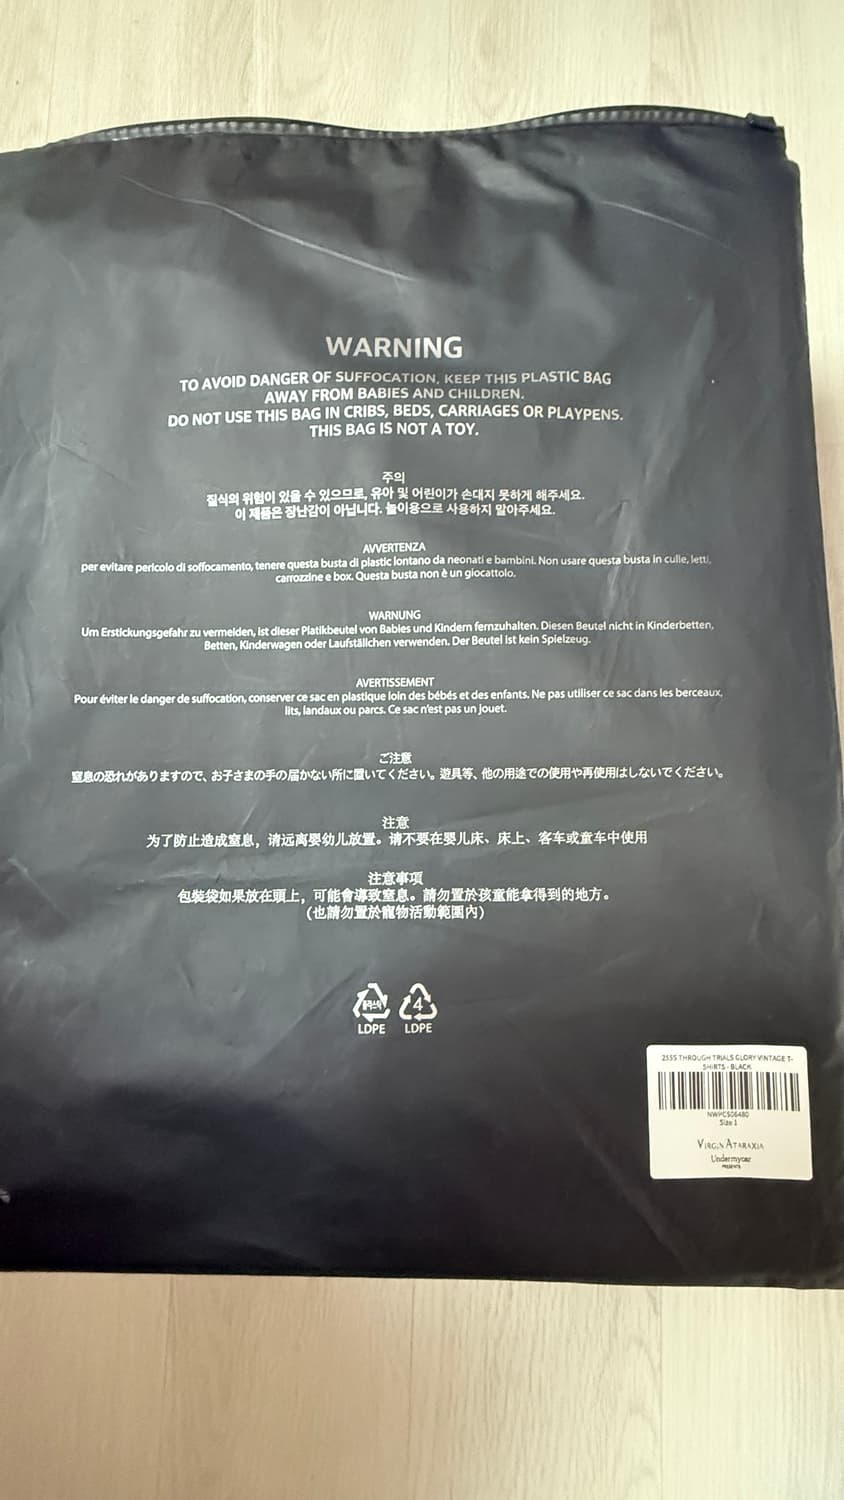 WARNING
TO AVOID DANGER OF SUFFOCATION, KEEP THIS PLASTIC BAG
AWAY FROM BABIES AND CHILDREN.
DO NOT USE THIS BAG IN CRIBS, BEDS, CARRIAGES OR PLAYPENS.
THIS BAG IS NOT A TOY.
주의
질식의 위험이 있을 수 있으므로, 유아 및 어린이가 손대지 못하게 해주세요.
이 제품은 장난감이 아닙니다. 놀이용으로 사용하지 말아주세요.
AVVERTENZA
per evitare pericolo di soffocamento, tenere questa busta di plastic lontano da neonati e bambini. Non usare questa busta in culle, letti,
carrozzine e box. Questa busta non è un giocattolo.
WARNUNG
Um Erstickungsgefahr zu vermeiden, ist dieser Platikbeutel von Babies und Kindern fernzuhalten. Diesen Beutel nicht in Kinderbetten,
Betten, Kinderwagen oder Laufställchen verwenden. Der Beutel ist kein Spielzeug.
AVERTISSEMENT
Pour éviter le danger de suffocation, conserver ce sac en plastique loin des bébés et des enfants. Ne pas utiliser ce sac dans les berceaux,
lits, landaux ou parcs. Ce sac n'est pas un jouet.
ご注意
窒息の恐れがありますので、お子さまの手の届かない所に置いてください。遊具等、他の用途での使用や再使用はしないでください。
注意
为了防止造成窒息，请远离婴幼儿放置。请不要在婴儿床、床上、客车或童车中使用
注意事項
包裝袋如果放在頭上，可能會導致窒息。請勿置於孩童能拿得到的地方。
(也請勿置於寵物活動範圍內)
4
LDPE LDPE
25SS THROUGH TRIALS GLORY VINTAGE T-
SHIRTS - BLACK
NWPCS06480
Size 1
VIRGIN ATARAXIA
Undermycar
PRESENTS